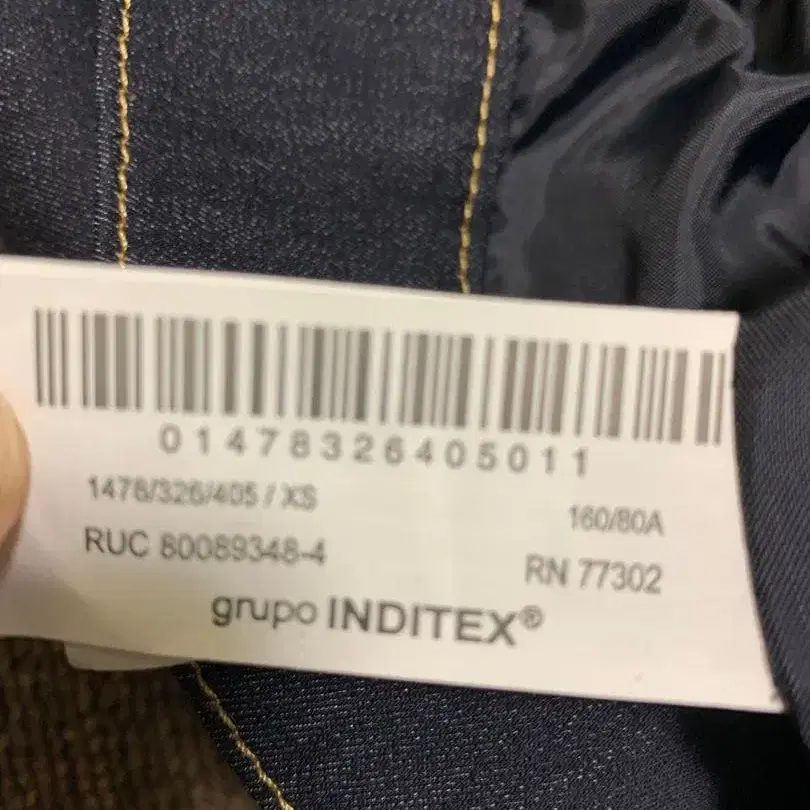 01478326405011
1478/326/405 / XS
160/80A
RUC 80089348-4
RN 77302
grupo INDITEX®